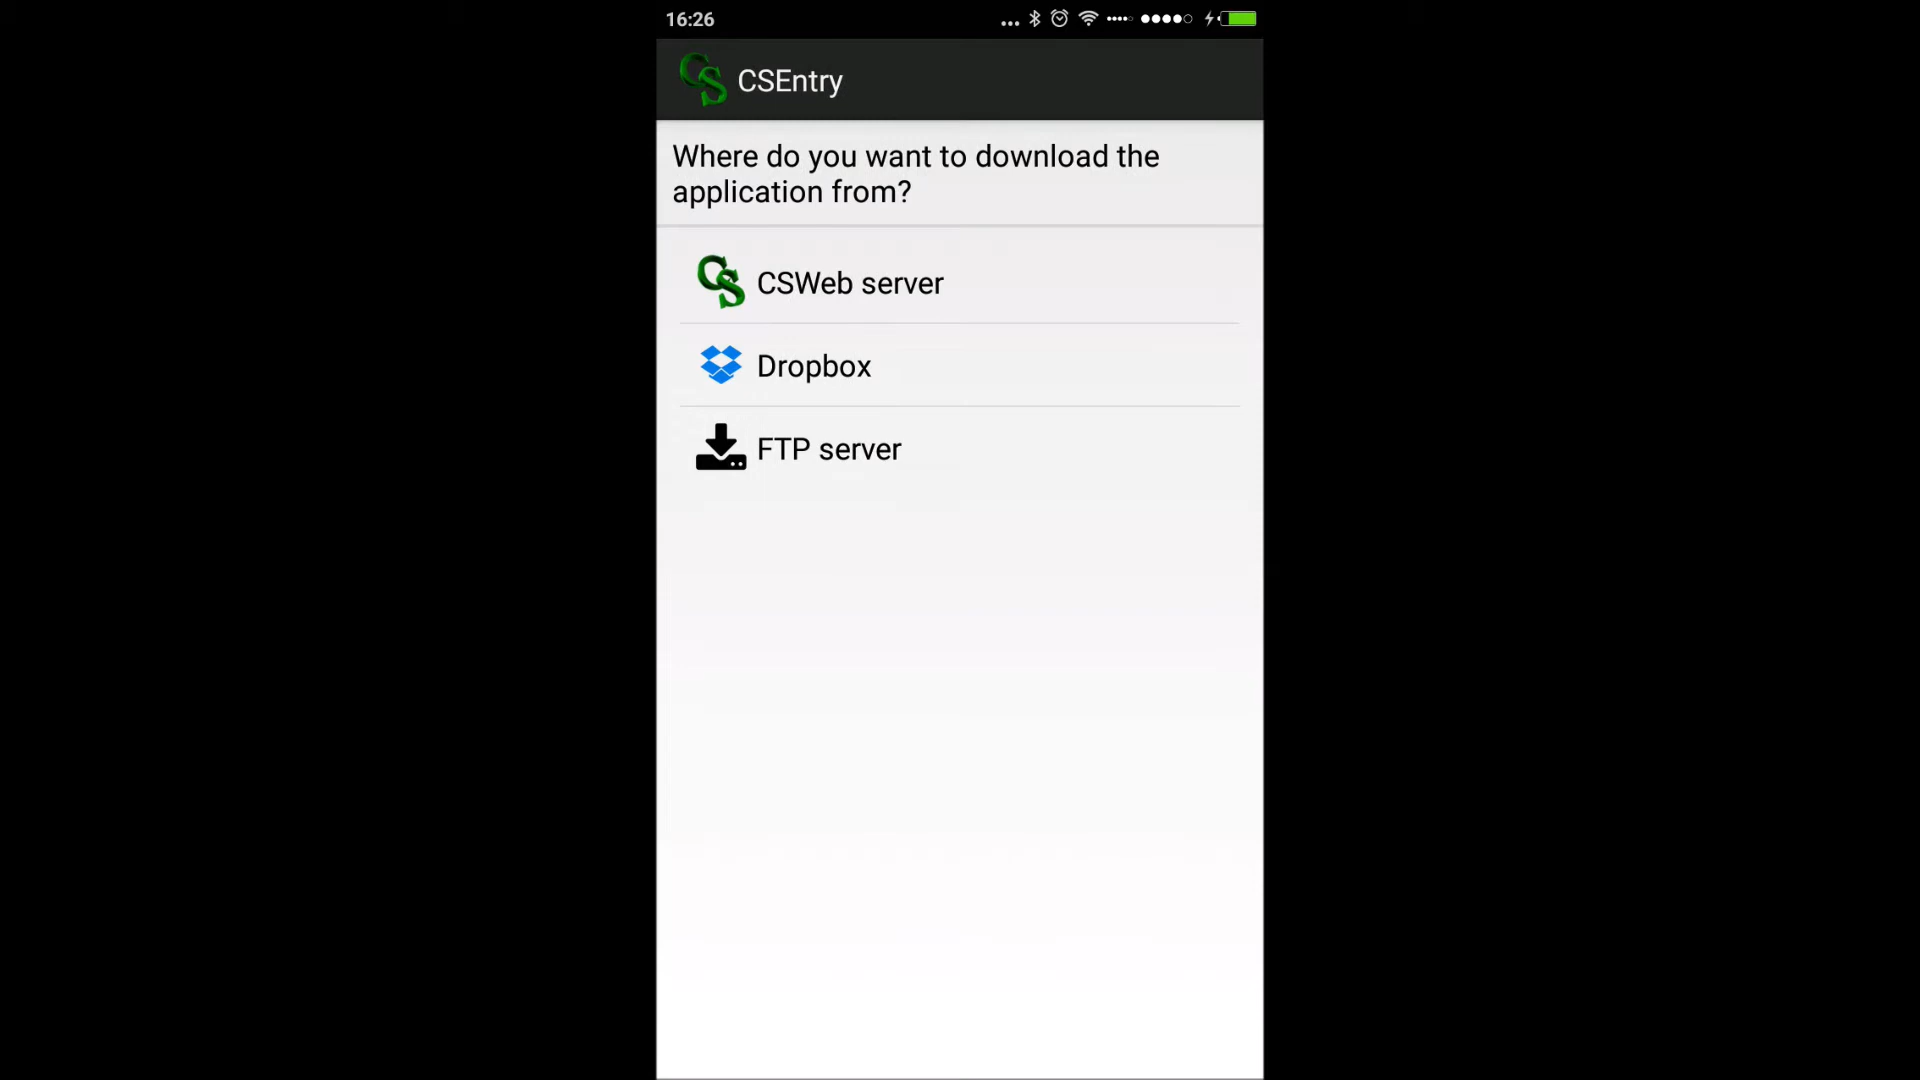 16:26
CSEntry
Where do you want to download the
application from?
CSWeb server
Dropbox
FTP server